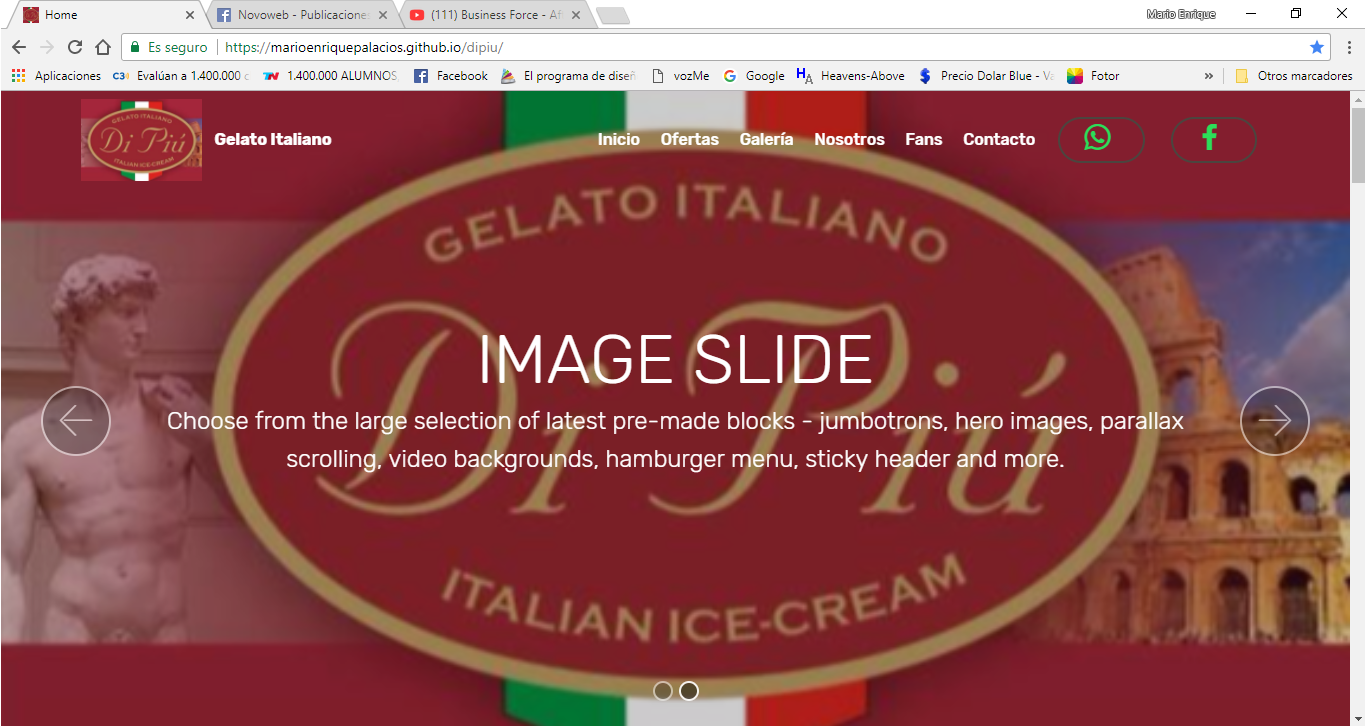 Home
Novoweb - Publicaciones
(111) Business Force - Af
Mario Enrique
Es seguro
https://marioenriquepalacios.github.io/dipiu/
Aplicaciones
Evalúan a 1.400.000 c
1.400.000 ALUMNOS
Facebook
El programa de diseñ
vozMe
Google
Heavens-Above
Precio Dolar Blue - Va
Fotor
»
Otros marcadores
GELATO ITALIANO
Di Piú
ITALIAN ICE-CREAM
Gelato Italiano
Inicio
Ofertas
Galería
Nosotros
Fans
Contacto
GELATO ITALIANO
IMAGE SLIDE
Di Piú
Choose from the large selection of latest pre-made blocks - jumbotrons, hero images, parallax
scrolling, video backgrounds, hamburger menu, sticky header and more.
ITALIAN ICE-CREAM